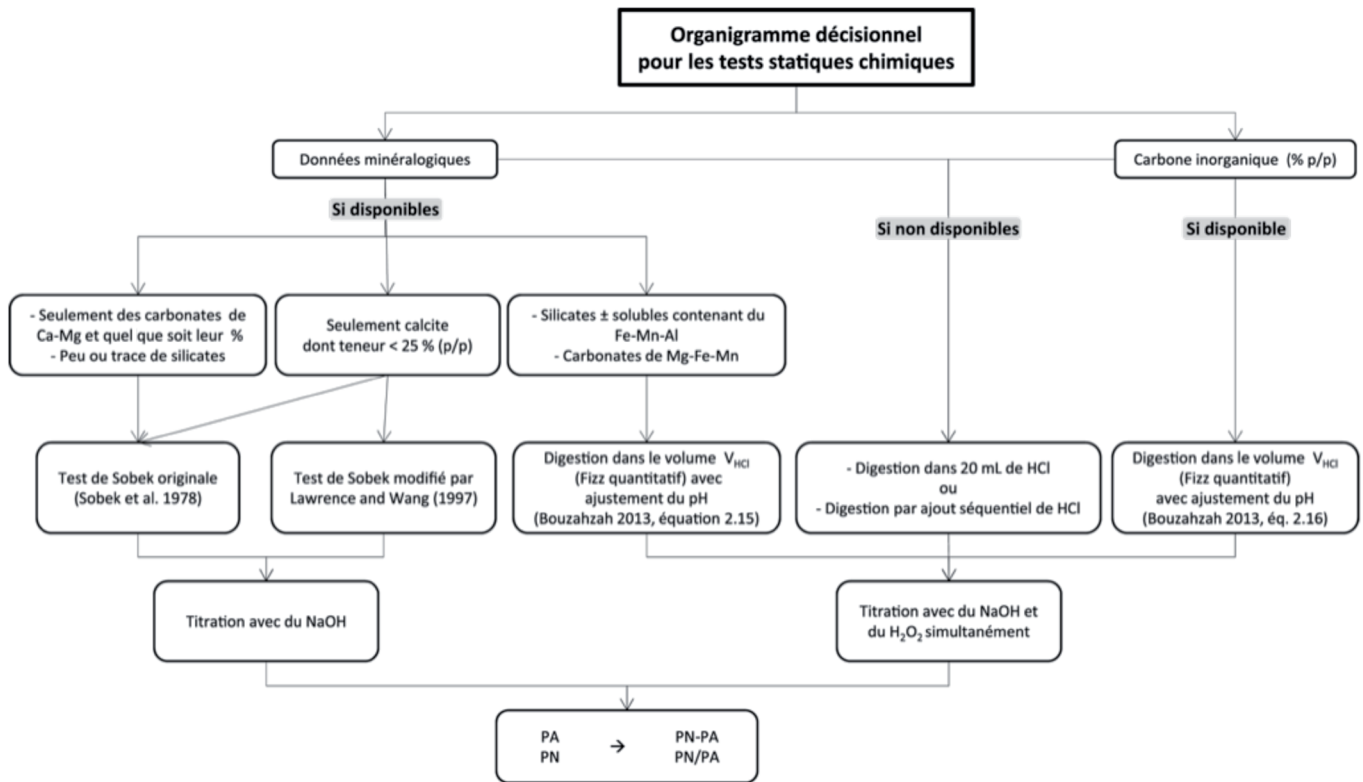 Organigramme décisionnel
pour les tests statiques chimiques
Données minéralogiques
Carbone inorganique (% p/p)
Si disponibles
Si non disponibles
Si disponible
- Seulement des carbonates de
Ca-Mg et quel que soit leur %
- Peu ou trace de silicates
Seulement calcite
dont teneur < 25 % (p/p)
- Silicates ± solubles contenant du
Fe-Mn-Al
- Carbonates de Mg-Fe-Mn
Test de Sobek originale
(Sobek et al. 1978)
Test de Sobek modifié par
Lawrence and Wang (1997)
Digestion dans le volume V_HCl
(Fizz quantitatif) avec
ajustement du pH
(Bouzahzah 2013, équation 2.15)
- Digestion dans 20 mL de HCl
ou
- Digestion par ajout séquentiel de HCl
Digestion dans le volume V_HCl
(Fizz quantitatif)
avec ajustement du pH
(Bouzahzah 2013, éq. 2.16)
Titration avec du NaOH
Titration avec du NaOH et
du H₂O₂ simultanément
PA → PN-PA
PN PN/PA